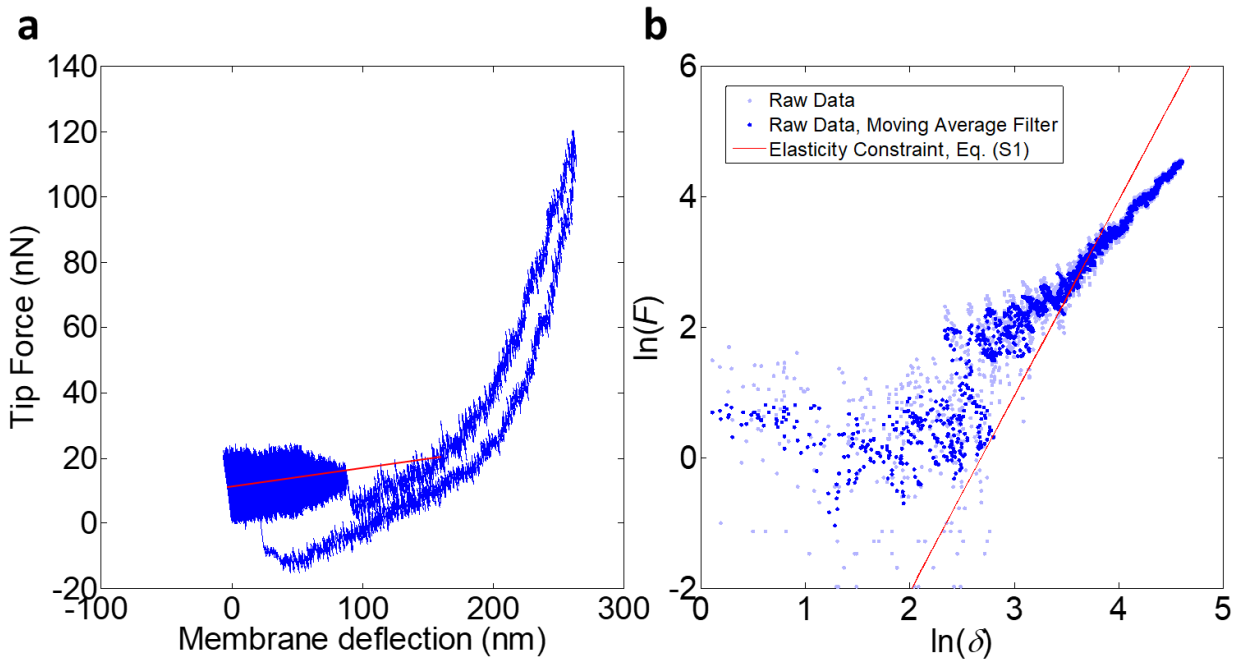 a
Tip Force (nN)
140
120
100
80
60
40
20
0
-20
-100
0
100
200
300
Membrane deflection (nm)
b
ln(F)
6
4
2
0
-2
0
1
2
3
4
5
ln(δ)
Raw Data
Raw Data, Moving Average Filter
Elasticity Constraint, Eq. (S1)